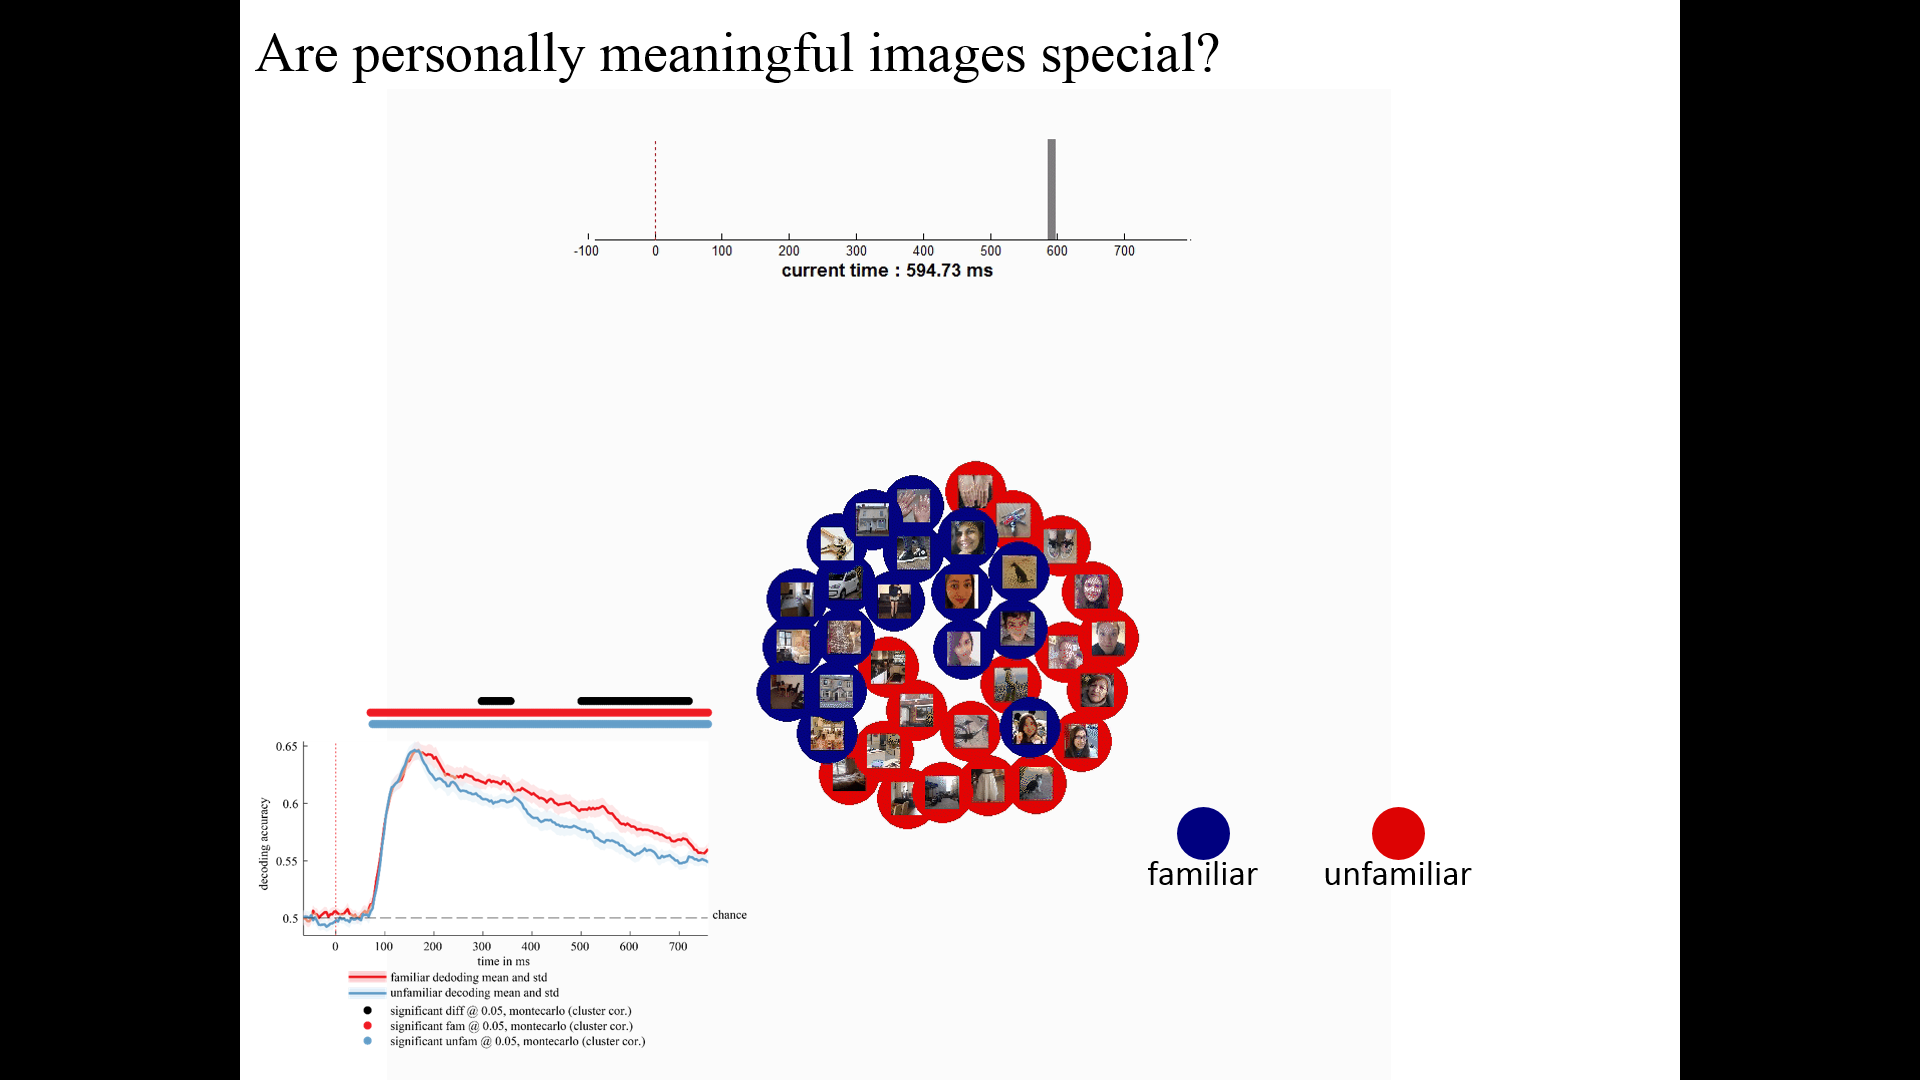 Are personally meaningful images special?
-100 0 100 200 300 400 500 600 700
current time : 594.73 ms
0.65
0.6
0.55
0.5
decoding accuracy
chance
0 100 200 300 400 500 600 700
time in ms
familiar dedoding mean and std
unfamiliar decoding mean and std
significant diff @ 0.05, montecarlo (cluster cor.)
significant fam @ 0.05, montecarlo (cluster cor.)
significant unfam @ 0.05, montecarlo (cluster cor.)
familiar unfamiliar